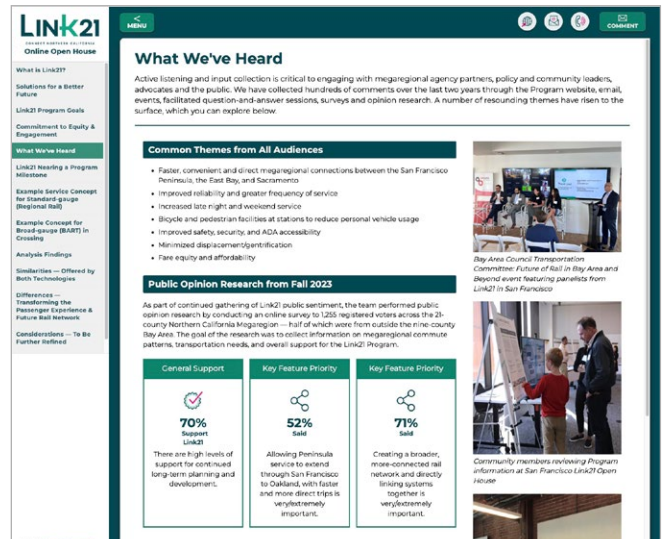 LINK21
CONNECT NORTHERN CALIFORNIA
Online Open House
What is Link21?
Solutions for a Better
Future
Link21 Program Goals
Commitment to Equity &
Engagement
What We've Heard
Link21 Nearing a Program
Milestone
Example Service Concept
for Standard-gauge
(Regional Rail)
Example Concept for
Broad-gauge (BART) in
Crossing
Analysis Findings
Similarities — Offered by
Both Technologies
Differences —
Transforming the
Passenger Experience &
Future Rail Network
Considerations — To Be
Further Refined
MENU
COMMENT
What We've Heard
Active listening and input collection is critical to engaging with megaregional agency partners, policy and community leaders,
advocates and the public. We have collected hundreds of comments over the last two years through the Program website, email,
events, facilitated question-and-answer sessions, surveys and opinion research. A number of resounding themes have risen to the
surface, which you can explore below.
Common Themes from All Audiences
• Faster, convenient and direct megaregional connections between the San Francisco
Peninsula, the East Bay, and Sacramento
• Improved reliability and greater frequency of service
• Increased late night and weekend service
• Bicycle and pedestrian facilities at stations to reduce personal vehicle usage
• Improved safety, security, and ADA accessibility
• Minimized displacement/gentrification
• Fare equity and affordability
Public Opinion Research from Fall 2023
As part of continued gathering of Link21 public sentiment, the team performed public
opinion research by conducting an online survey to 1,255 registered voters across the 21-
county Northern California Megaregion — half of which were from outside the nine-county
Bay Area. The goal of the research was to collect information on megaregional commute
patterns, transportation needs, and overall support for the Link21 Program.
General Support
70%
Support
Link21
There are high levels of
support for continued
long-term planning and
development.
Key Feature Priority
52%
Said
Allowing Peninsula
service to extend
through San Francisco
to Oakland, with faster
and more direct trips is
very/extremely
important.
Key Feature Priority
71%
Said
Creating a broader,
more-connected rail
network and directly
linking systems
together is
very/extremely
important.
Bay Area Council Transportation
Committee: Future of Rail in Bay Area and
Beyond event featuring panelists from
Link21 in San Francisco
Community members reviewing Program
information at San Francisco Link21 Open
House